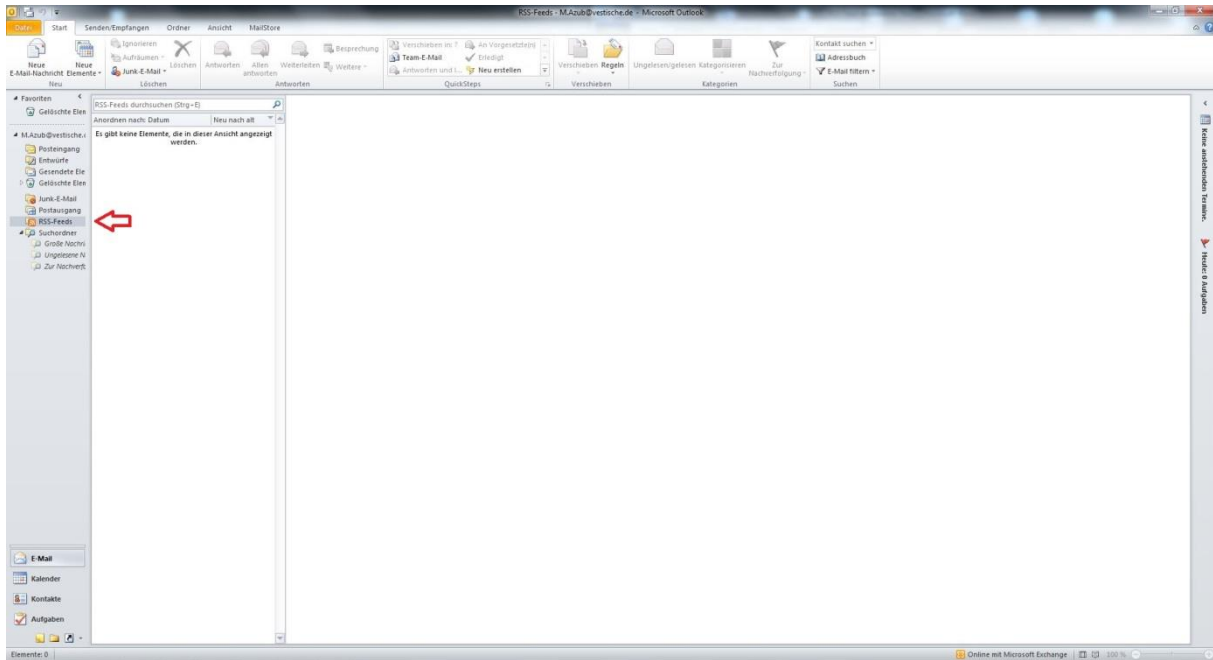 RSS-Feeds - M.Azub@vestische.de - Microsoft Outlook
Datei Start Senden/Empfangen Ordner Ansicht MailStore
Neue E-Mail-Nachricht
Neue Elemente
Neu
Ignorieren
Aufräumen
Junk-E-Mail
Löschen
Löschen
Antworten
Allen antworten
Weiterleiten
Besprechung
Weitere
Antworten
Verschieben in: ?
Team-E-Mail
Antworten und l...
An Vorgesetzte(n)
Erledigt
Neu erstellen
QuickSteps
Verschieben
Regeln
Verschieben
Ungelesen/gelesen
Kategorisieren
Zur Nachverfolgung
Kategorien
Kontakt suchen
Adressbuch
E-Mail filtern
Suchen
Favoriten
Gelöschte Elen
M.Azub@vestische.
Posteingang
Entwürfe
Gesendete Ele
Gelöschte Elen
Junk-E-Mail
Postausgang
RSS-Feeds
Suchordner
Große Nachri
Ungelesene N
Zur Nachverfc
E-Mail
Kalender
Kontakte
Aufgaben
RSS-Feeds durchsuchen (Strg+E)
Anordnen nach: Datum Neu nach alt
Es gibt keine Elemente, die in dieser Ansicht angezeigt
werden.
Keine anstehenden Termine.
Heute: 0 Aufgaben
Elemente: 0
Online mit Microsoft Exchange
100 %